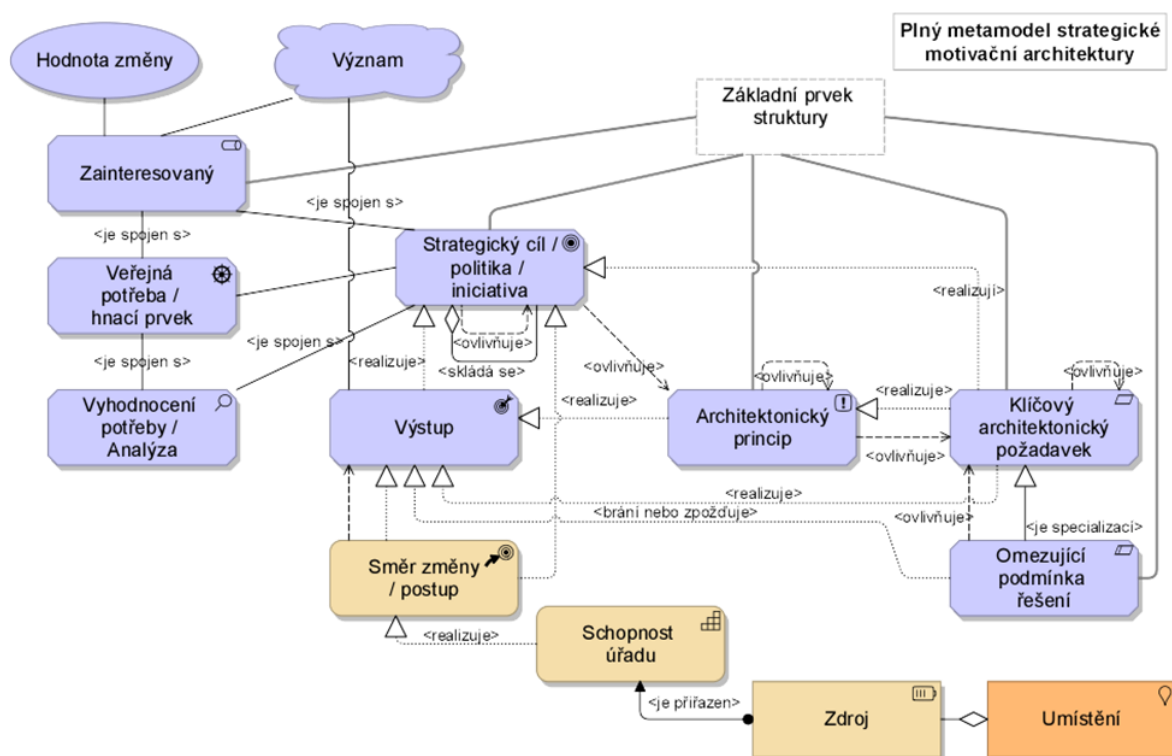 Plný metamodel strategické
motivační architektury
Hodnota změny
Význam
Základní prvek
struktury
Zainteresovaný
<je spojen s>
<je spojen s>
Strategický cíl /
politika /
iniciativa
Veřejná
potřeba /
hnací prvek
<realizují>
<ovlivňuje>
<je spojen s>
<je spojen s>
<realizuje>
<skládá se>
<ovlivňuje>
<ovlivňuje>
<ovlivňuje>
<realizuje>
<realizuje>
Vyhodnocení
potřeby /
Analýza
Výstup
Architektonický
princip
Klíčový
architektonický
požadavek
<ovlivňuje>
<realizuje>
<brání nebo zpožďuje>
<ovlivňuje>
<je specializací>
Směr změny
/ postup
Omezující
podmínka
řešení
<realizuje>
Schopnost
úřadu
<je přiřazen>
Zdroj
Umístění